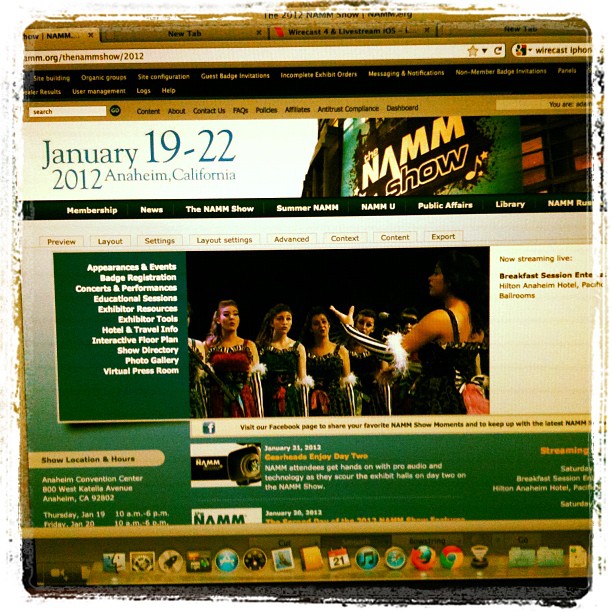 The 2012 NAMM Show | NAMM.org
how | NAMM... × New Tab × Wirecast 4 & Livestream iOS - L × New Tab
amm.org/thenammshow/2012 wirecast iphon
Site building Organic groups Site configuration Guest Badge Invitations Incomplete Exhibit Orders Messaging & Notifications Non-Member Badge Invitations Panels
aler Results User management Logs Help
search GO Content About Contact Us FAQs Policies Affiliates Antitrust Compliance Dashboard You are: adam
January 19-22
2012 Anaheim, California
the NAMM show
Membership News The NAMM Show Summer NAMM NAMM U Public Affairs Library NAMM Rus
Preview Layout Settings Layout settings Advanced Context Content Export
Appearances & Events
Badge Registration
Concerts & Performances
Educational Sessions
Exhibitor Resources
Exhibitor Tools
Hotel & Travel Info
Interactive Floor Plan
Show Directory
Photo Gallery
Virtual Press Room
Now streaming live:
Breakfast Session Ente
Hilton Anaheim Hotel, Pacific
Ballrooms
f Visit our Facebook page to share your favorite NAMM Show Moments and to keep up with the latest NAMM S
Show Location & Hours
Anaheim Convention Center
800 West Katella Avenue
Anaheim, CA 92802
Thursday, Jan 19 10 a.m.-6 p.m.
Friday, Jan 20 10 a.m.-6 p.m.
NAMM
January 21, 2012
Gearheads Enjoy Day Two
NAMM attendees get hands on with pro audio and
technology as they scour the exhibit halls on day two on
the NAMM Show.
NAMM
January 20, 2012
The Second Day of the 2012 NAMM Show Features
Streaming
Saturday
Breakfast Session En
Hilton Anaheim Hotel, Pacific
Saturday
21